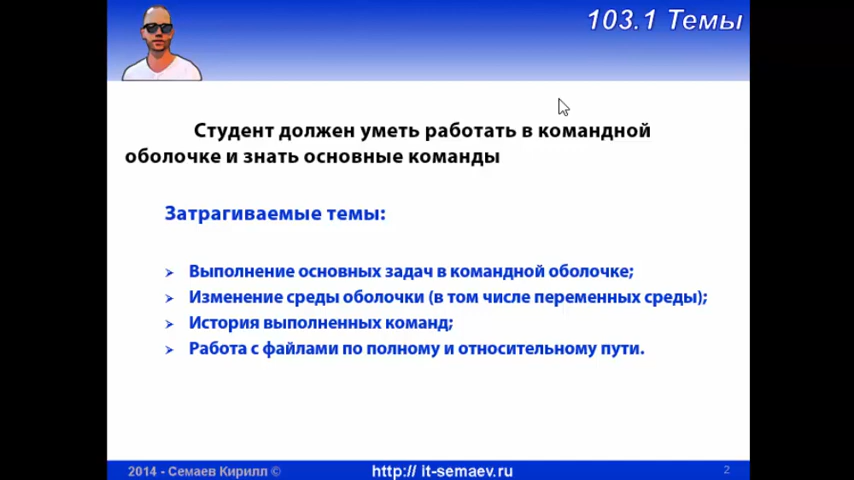 103.1 Темы
Студент должен уметь работать в командной
оболочке и знать основные команды
Затрагиваемые темы:
Выполнение основных задач в командной оболочке;
Изменение среды оболочки (в том числе переменных среды);
История выполненных команд;
Работа с файлами по полному и относительному пути.
2014 - Семаев Кирилл ©
http:// it-semaev.ru
2